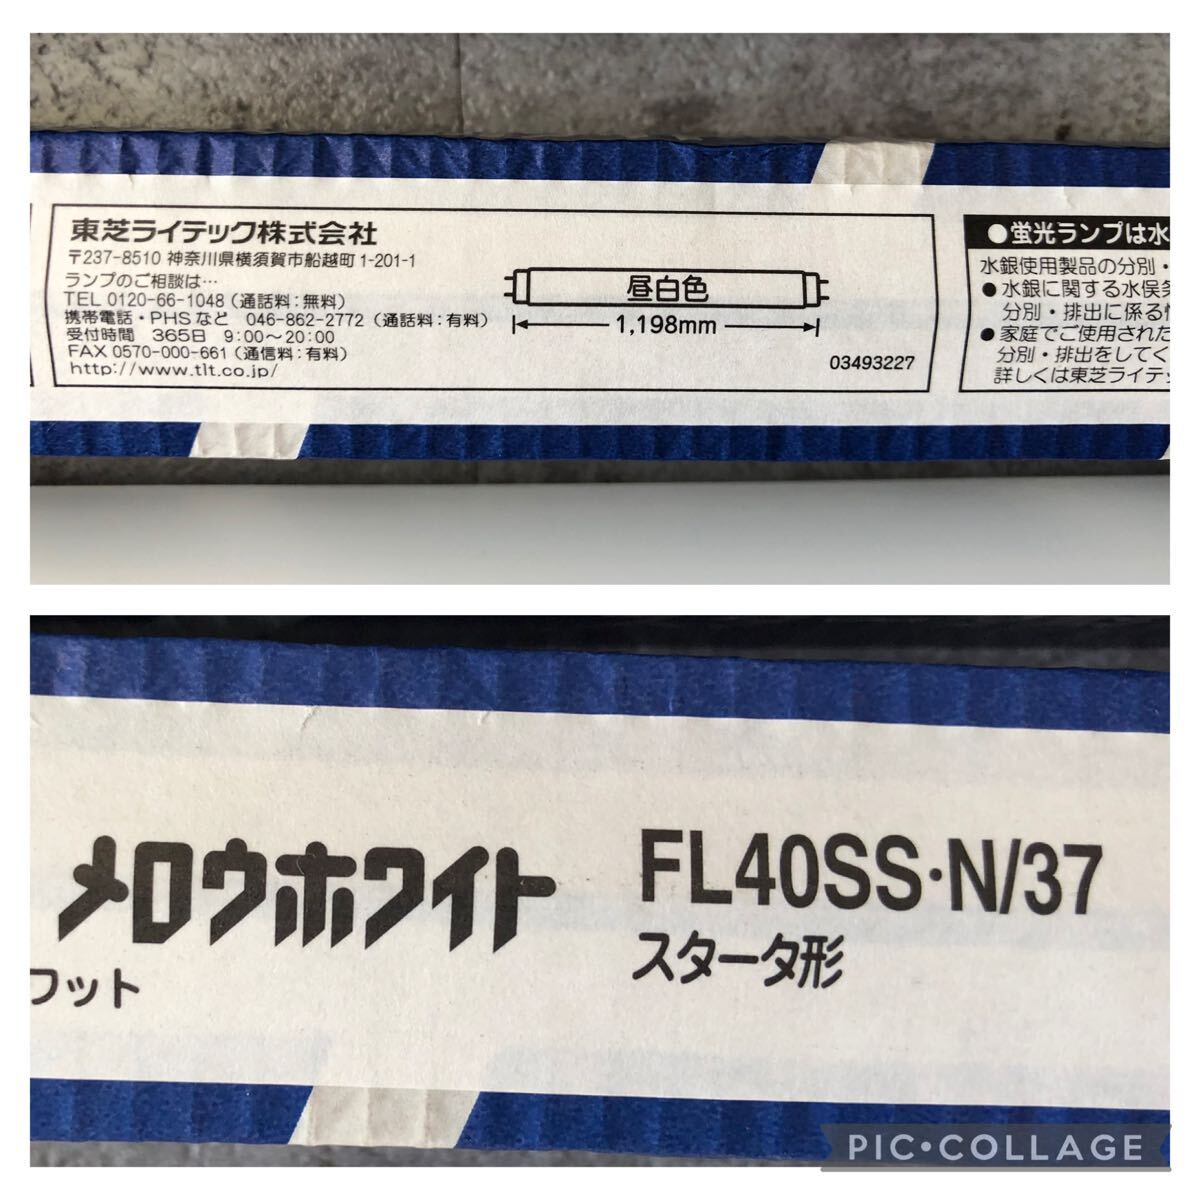 東芝ライテック株式会社
〒237-8510 神奈川県横須賀市船越町1-201-1
ランプのご相談は…
TEL 0120-66-1048（通話料：無料）
携帯電話・PHSなど 046-862-2772（通話料：有料）
受付時間 365日 9:00〜20:00
FAX 0570-000-661（通信料：有料）
http://www.tlt.co.jp/
昼白色
1,198mm
03493227
●蛍光ランプは水
水銀使用製品の分別・
●水銀に関する水俣条
分別・排出に係る情
●家庭でご使用された
分別・排出をしてく
詳しくは東芝ライテッ
メロウホワイト
FL40SS・N/37
スタータ形
フット
PIC•COLLAGE